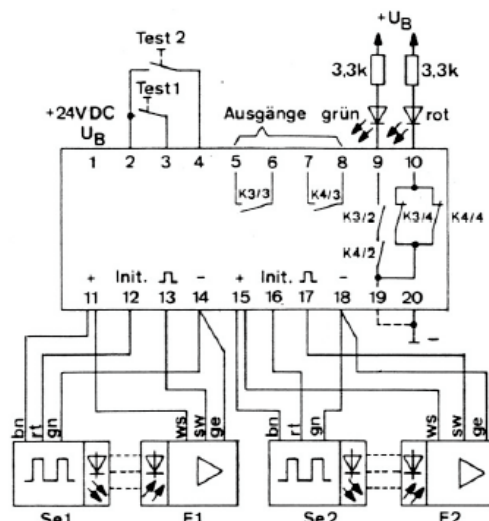 Test 2
+U_B
3,3k 3,3k
Test 1
+24V DC
U_B
Ausgänge grün rot
1 2 3 4 5 6 7 8 9 10
K3/3 K4/3
K3/2 K3/4 K4/4
K4/2
+ Init. ⎍ − + Init. ⎍ −
11 12 13 14 15 16 17 18 19 20
−
bn rt gn ws sw ge bn rt gn ws sw ge
Se1 E1 Se2 E2